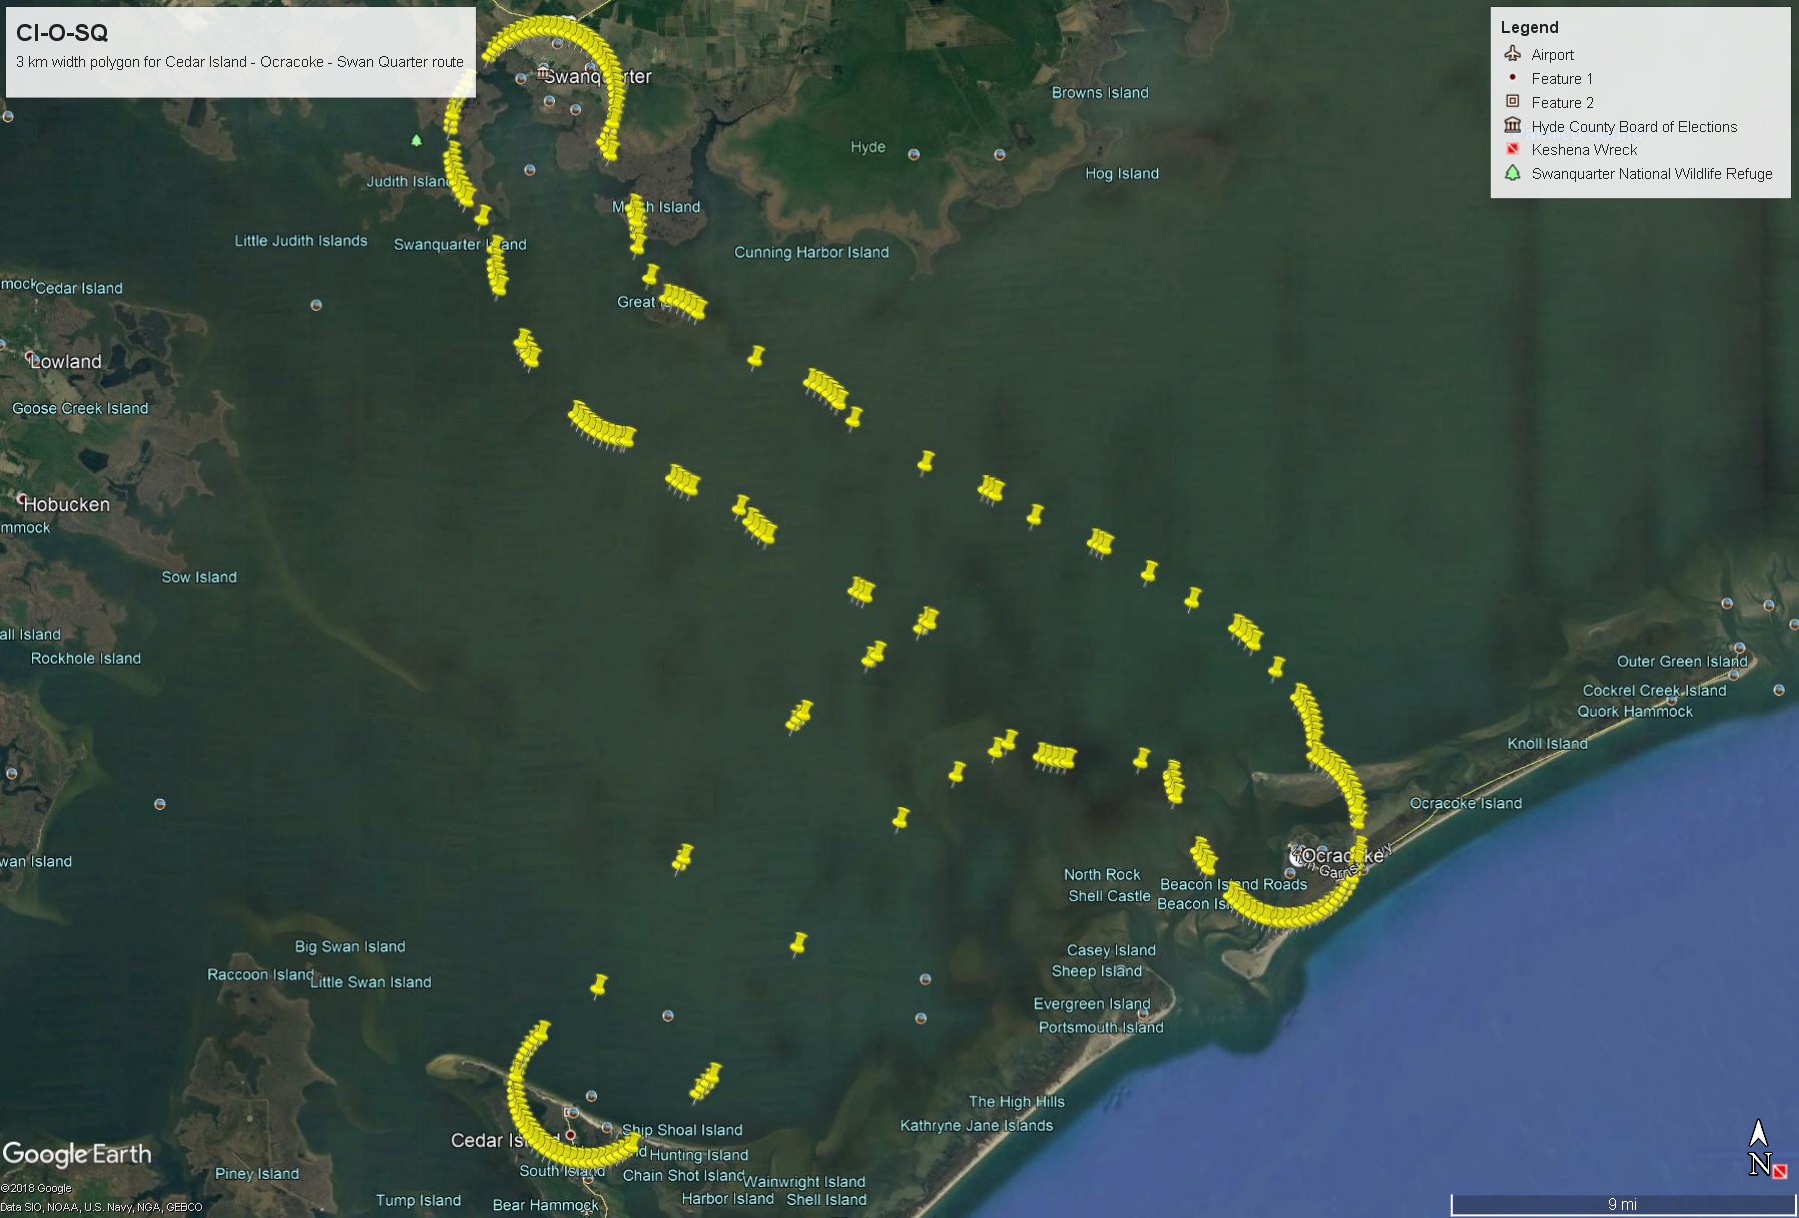 CI-O-SQ
3 km width polygon for Cedar Island - Ocracoke - Swan Quarter route
Legend
Airport
Feature 1
Feature 2
Hyde County Board of Elections
Keshena Wreck
Swanquarter National Wildlife Refuge
Browns Island
Hyde
Hog Island
Little Judith Islands
Cunning Harbor Island
Cedar Island
Great
Lowland
Goose Creek Island
Hobucken
Sow Island
Rockhole Island
Outer Green Island
Cockrel Creek Island
Quork Hammock
Knoll Island
Ocracoke Island
North Rock
Shell Castle
Beacon Island Roads
Big Swan Island
Raccoon Island
Little Swan Island
Casey Island
Sheep Island
Evergreen Island
Portsmouth Island
The High Hills
Kathryne Jane Islands
Cedar
Ship Shoal Island
Hunting Island
South Island
Chain Shot Island
Piney Island
Wainwright Island
Harbor Island
Shell Island
Tump Island
Bear Hammock
Google Earth
©2018 Google
Data SIO, NOAA, U.S. Navy, NGA, GEBCO
N
9 mi